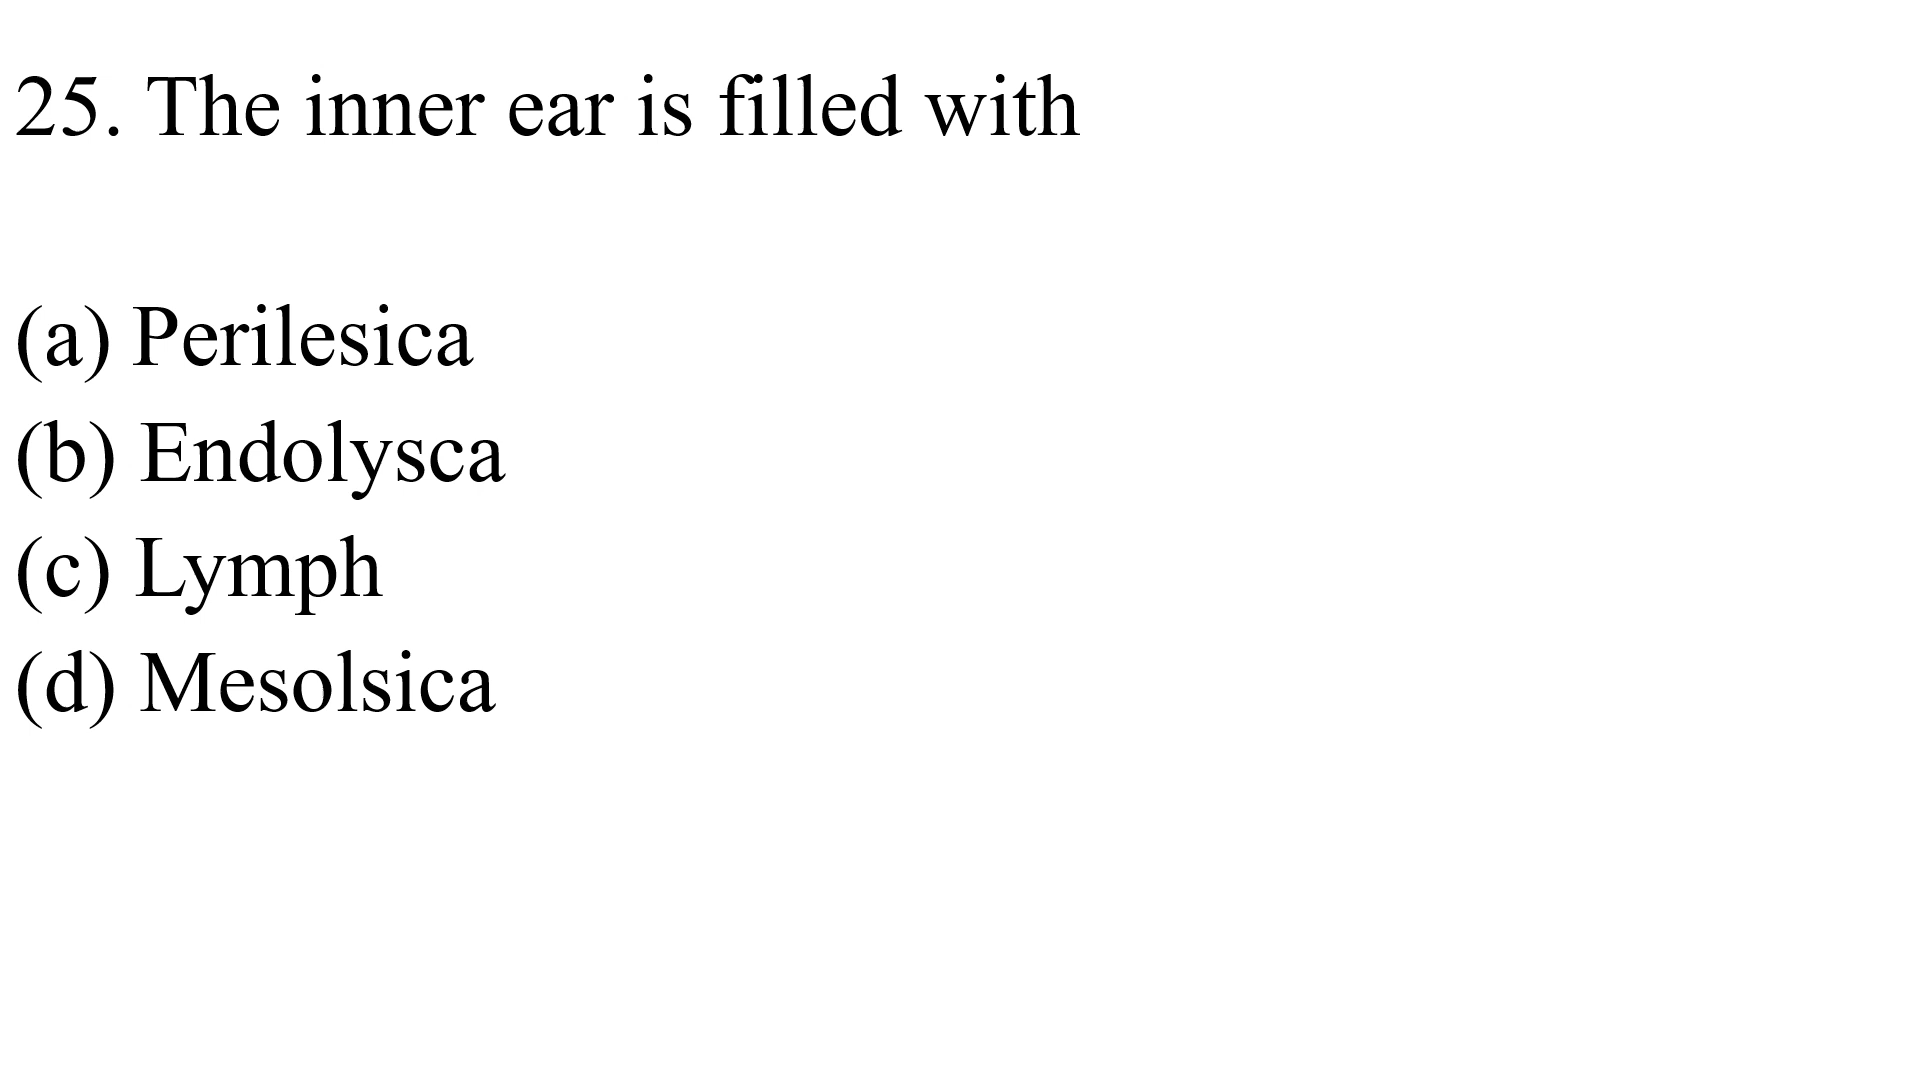 25. The inner ear is filled with
(a) Perilesica
(b) Endolysca
(c) Lymph
(d) Mesolsica